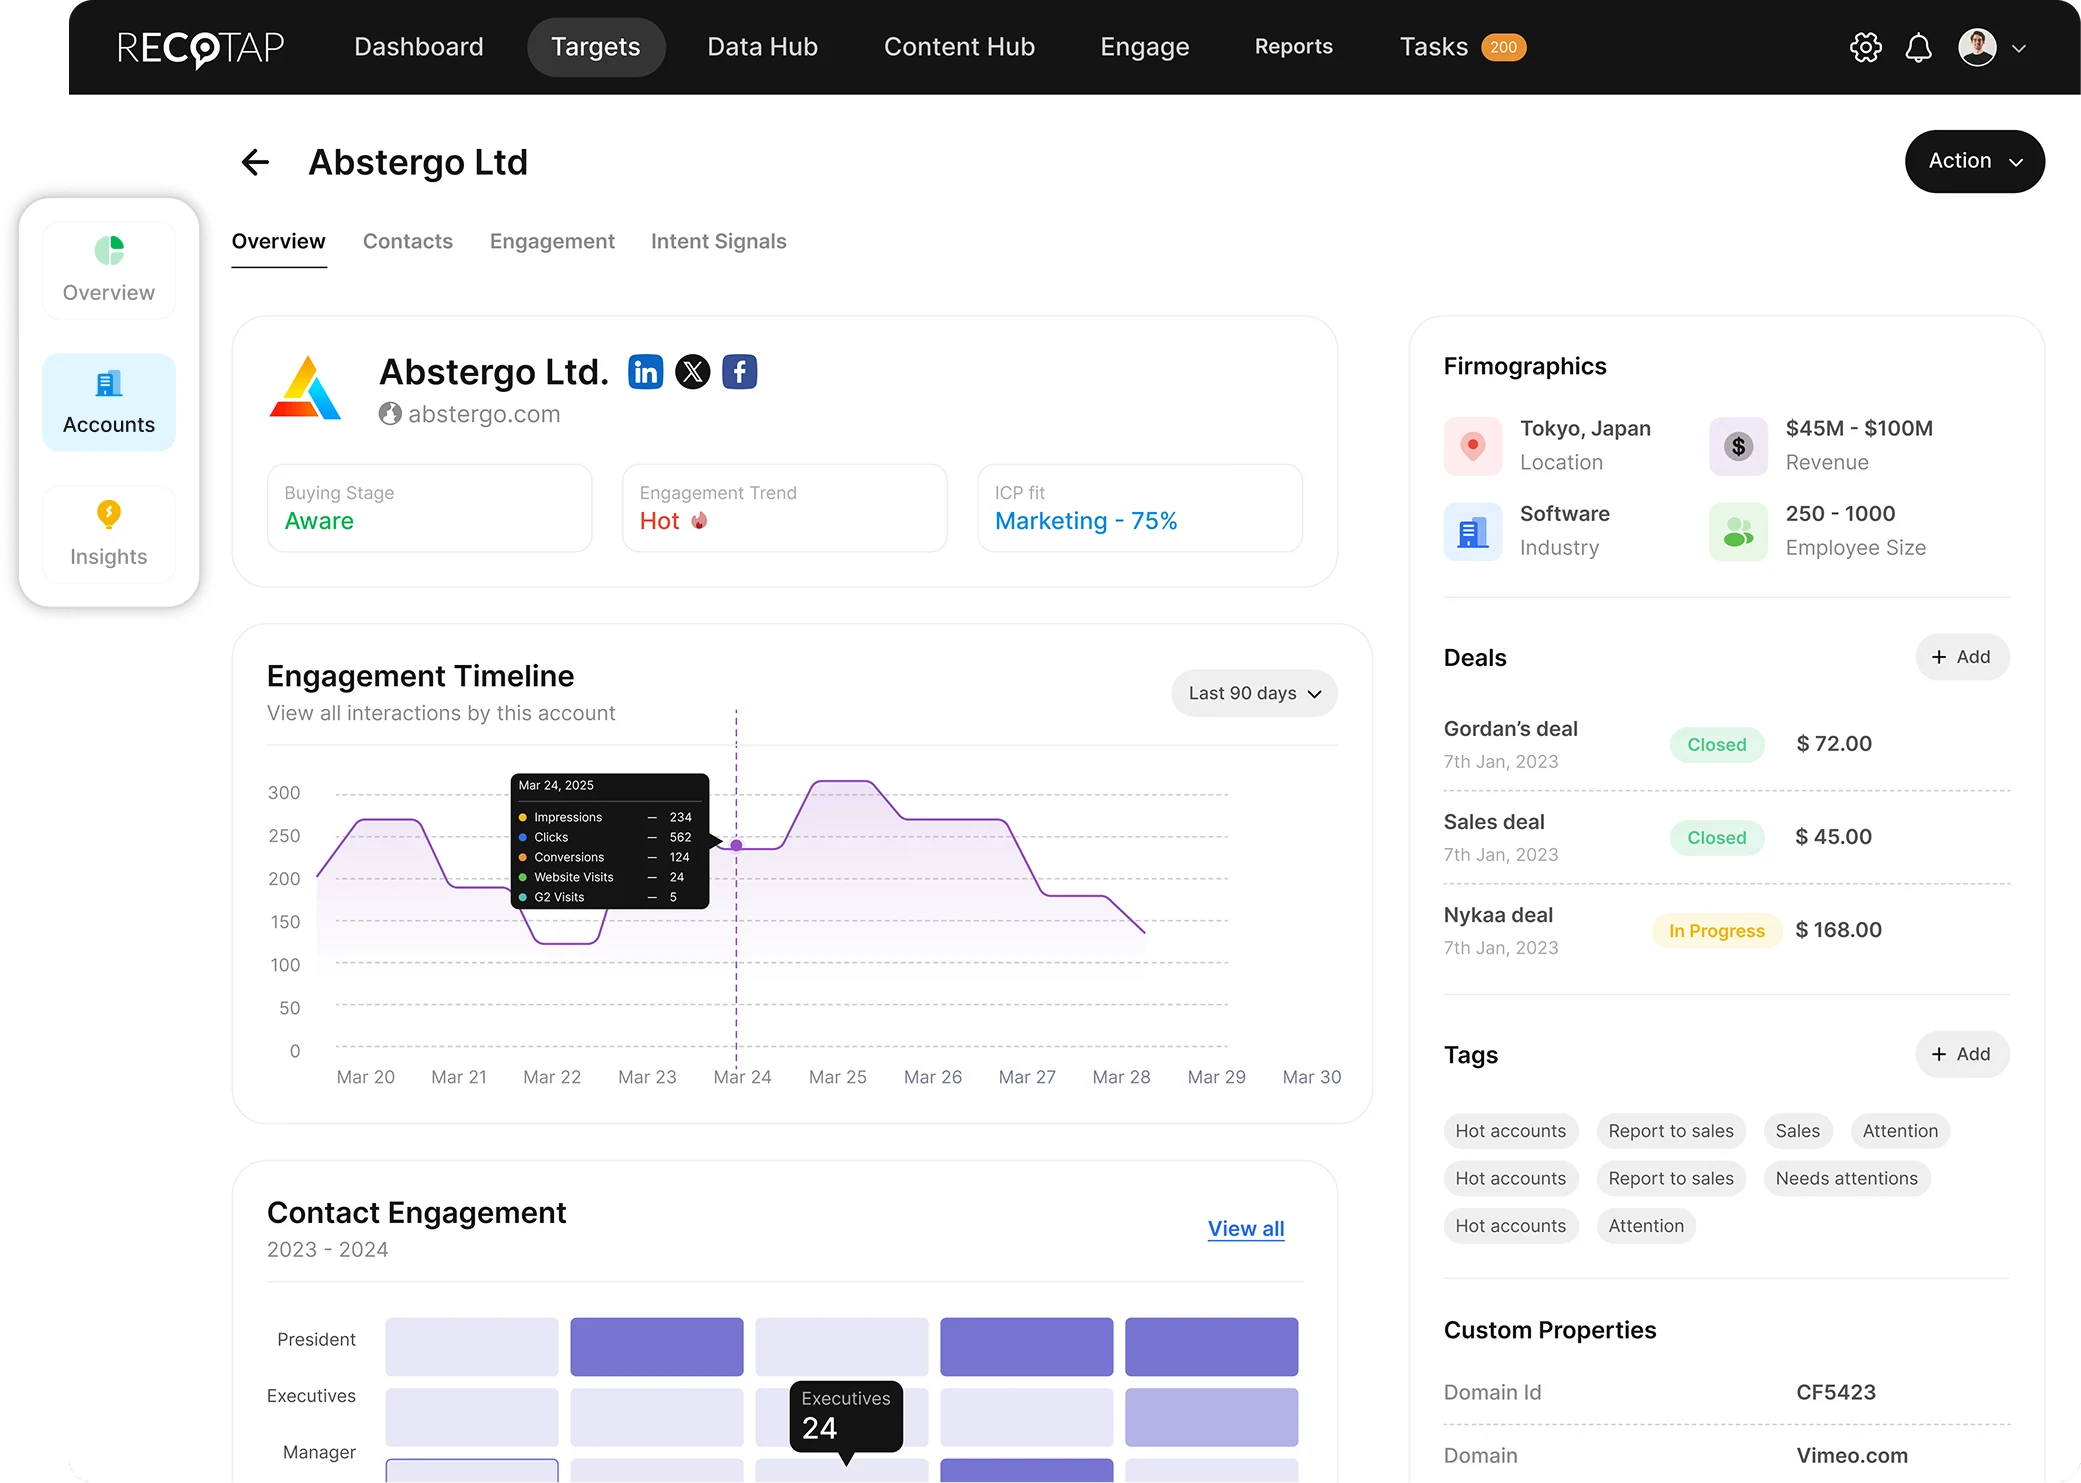 RECOTAP
Dashboard
Targets
Data Hub
Content Hub
Engage
Reports
Tasks 200
Abstergo Ltd
Action
Overview
Contacts
Engagement
Intent Signals
Overview
Accounts
Insights
Abstergo Ltd.
in X f
abstergo.com
Buying Stage
Aware
Engagement Trend
Hot
ICP fit
Marketing - 75%
Engagement Timeline
View all interactions by this account
Last 90 days
300
250
200
150
100
50
0
Mar 24, 2025
Impressions — 234
Clicks — 562
Conversions — 124
Website Visits — 24
G2 Visits — 5
Mar 20 Mar 21 Mar 22 Mar 23 Mar 24 Mar 25 Mar 26 Mar 27 Mar 28 Mar 29 Mar 30
Contact Engagement
2023 - 2024
View all
President
Executives
Manager
Executives
24
Firmographics
Tokyo, Japan
Location
$
$45M - $100M
Revenue
Software
Industry
250 - 1000
Employee Size
Deals
+ Add
Gordan’s deal
7th Jan, 2023
Closed
$ 72.00
Sales deal
7th Jan, 2023
Closed
$ 45.00
Nykaa deal
7th Jan, 2023
In Progress
$ 168.00
Tags
+ Add
Hot accounts Report to sales Sales Attention
Hot accounts Report to sales Needs attentions
Hot accounts Attention
Custom Properties
Domain Id CF5423
Domain Vimeo.com